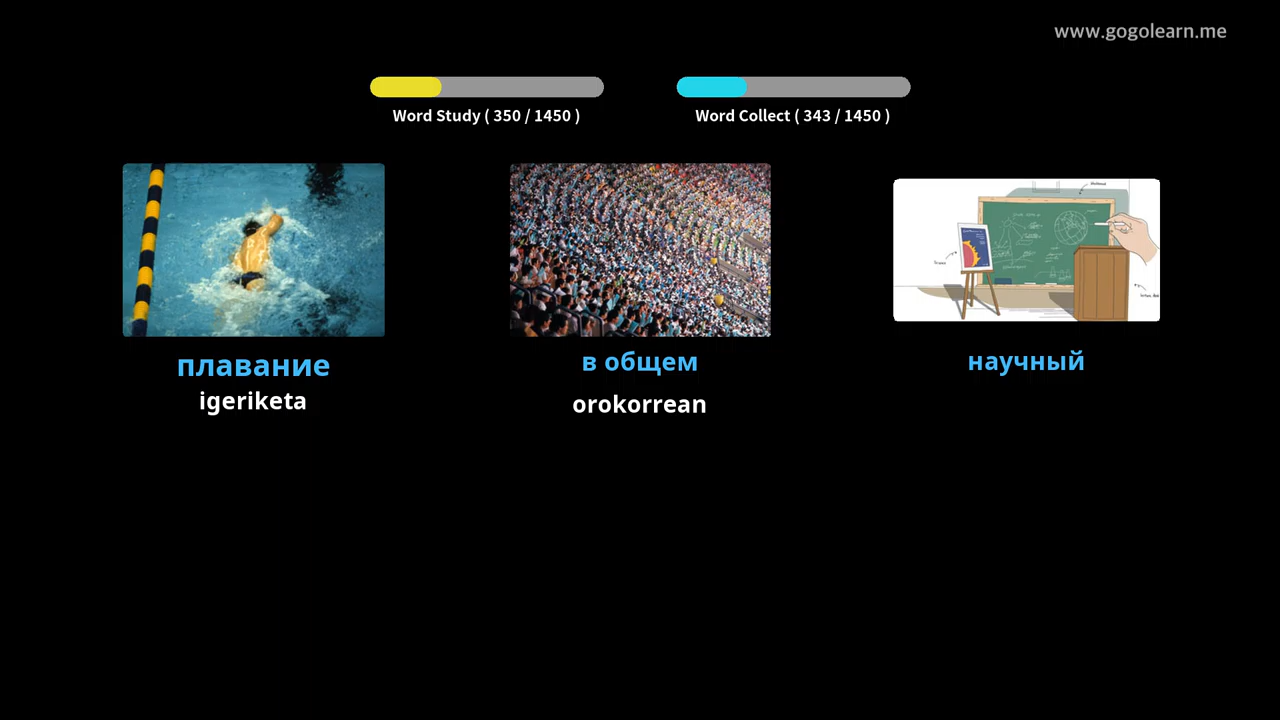 www.gogolearn.me
Word Study ( 350 / 1450 )
Word Collect ( 343 / 1450 )
плавание
igeriketa
в общем
orokorrean
научный